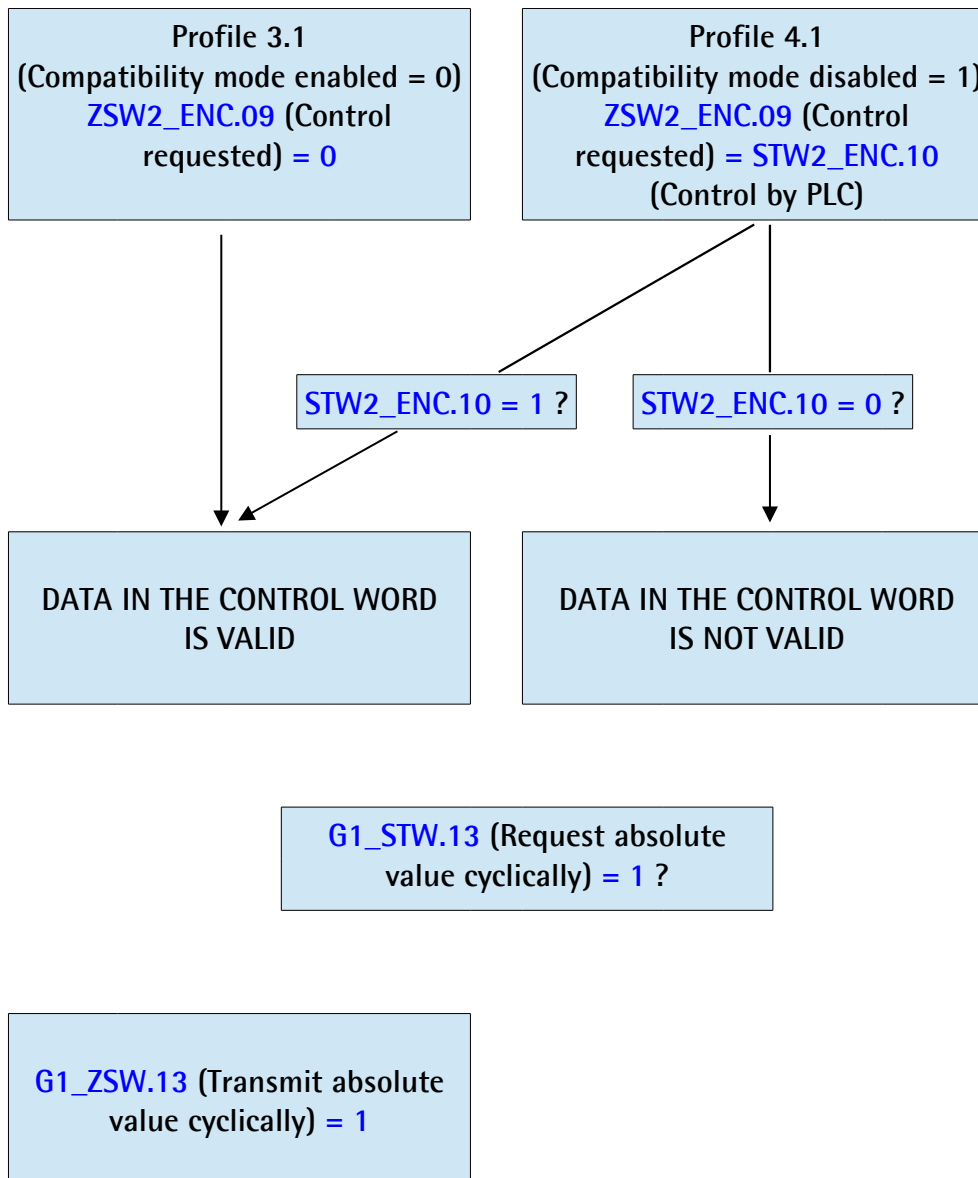 Profile 3.1
(Compatibility mode enabled = 0)
ZSW2_ENC.09 (Control
requested) = 0
Profile 4.1
(Compatibility mode disabled = 1)
ZSW2_ENC.09 (Control
requested) = STW2_ENC.10
(Control by PLC)
STW2_ENC.10 = 1 ?
STW2_ENC.10 = 0 ?
DATA IN THE CONTROL WORD
IS VALID
DATA IN THE CONTROL WORD
IS NOT VALID
G1_STW.13 (Request absolute
value cyclically) = 1 ?
G1_ZSW.13 (Transmit absolute
value cyclically) = 1